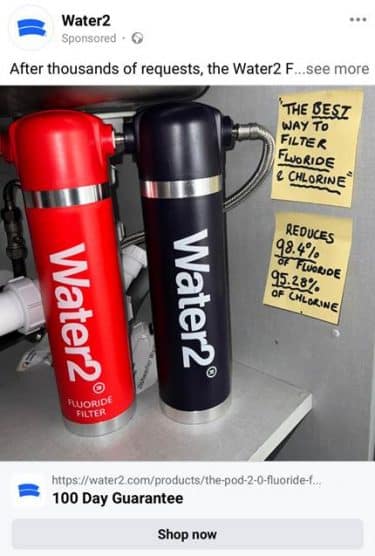 Water2
Sponsored ·
After thousands of requests, the Water2 F...see more
"THE BEST
WAY TO
FILTER
FLUORIDE
& CHLORINE"
REDUCES
98.4%
OF FLUORIDE
95.28%
OF CHLORINE
Water2®
FLUORIDE
FILTER
Water2®
https://water2.com/products/the-pod-2-0-fluoride-f...
100 Day Guarantee
Shop now